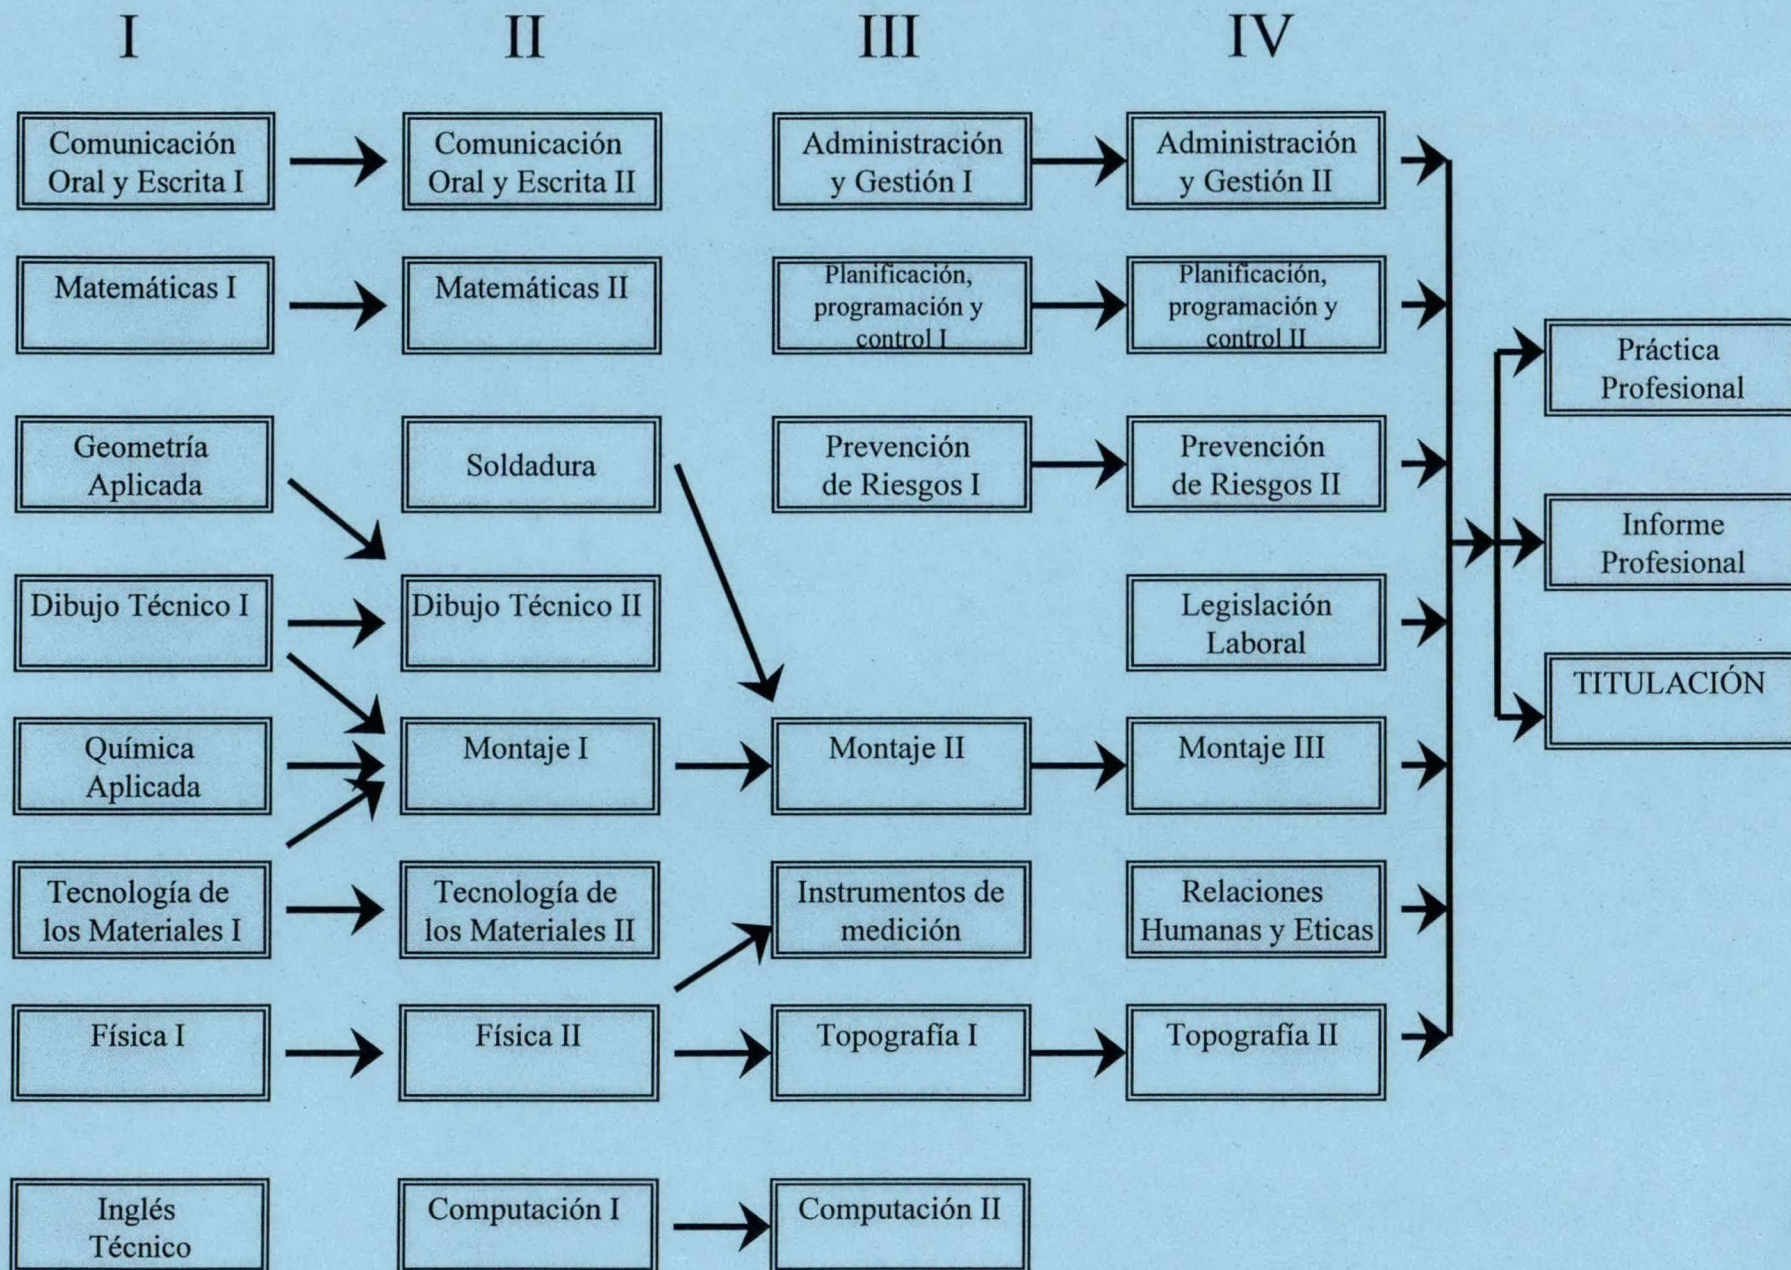 I
II
III
IV
Comunicación
Oral y Escrita I
Comunicación
Oral y Escrita II
Administración
y Gestión I
Administración
y Gestión II
Matemáticas I
Matemáticas II
Planificación,
programación y
control I
Planificación,
programación y
control II
Práctica
Profesional
Geometría
Aplicada
Soldadura
Prevención
de Riesgos I
Prevención
de Riesgos II
Informe
Profesional
Dibujo Técnico I
Dibujo Técnico II
Legislación
Laboral
TITULACIÓN
Química
Aplicada
Montaje I
Montaje II
Montaje III
Tecnología de
los Materiales I
Tecnología de
los Materiales II
Instrumentos de
medición
Relaciones
Humanas y Eticas
Física I
Física II
Topografía I
Topografía II
Inglés
Técnico
Computación I
Computación II